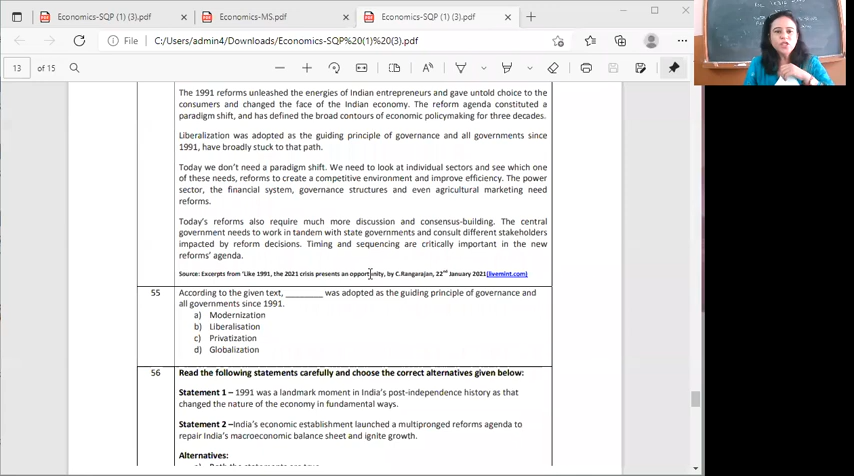 Economics-SQP (1) (3).pdf
Economics-MS.pdf
Economics-SQP (1) (3).pdf
File
C:/Users/admin4/Downloads/Economics-SQP%20(1)%20(3).pdf
13 of 15
The 1991 reforms unleashed the energies of Indian entrepreneurs and gave untold choice to the
consumers and changed the face of the Indian economy. The reform agenda constituted a
paradigm shift, and has defined the broad contours of economic policymaking for three decades.
Liberalization was adopted as the guiding principle of governance and all governments since
1991, have broadly stuck to that path.
Today we don't need a paradigm shift. We need to look at individual sectors and see which one
of these needs, reforms to create a competitive environment and improve efficiency. The power
sector, the financial system, governance structures and even agricultural marketing need
reforms.
Today's reforms also require much more discussion and consensus-building. The central
government needs to work in tandem with state governments and consult different stakeholders
impacted by reform decisions. Timing and sequencing are critically important in the new
reforms' agenda.
Source: Excerpts from 'Like 1991, the 2021 crisis presents an opportunity, by C.Rangarajan, 22nd January 2021(livemint.com)
55 According to the given text, ________ was adopted as the guiding principle of governance and
all governments since 1991.
a) Modernization
b) Liberalisation
c) Privatization
d) Globalization
56 Read the following statements carefully and choose the correct alternatives given below:
Statement 1 – 1991 was a landmark moment in India's post-independence history as that
changed the nature of the economy in fundamental ways.
Statement 2 –India's economic establishment launched a multipronged reforms agenda to
repair India's macroeconomic balance sheet and ignite growth.
Alternatives: